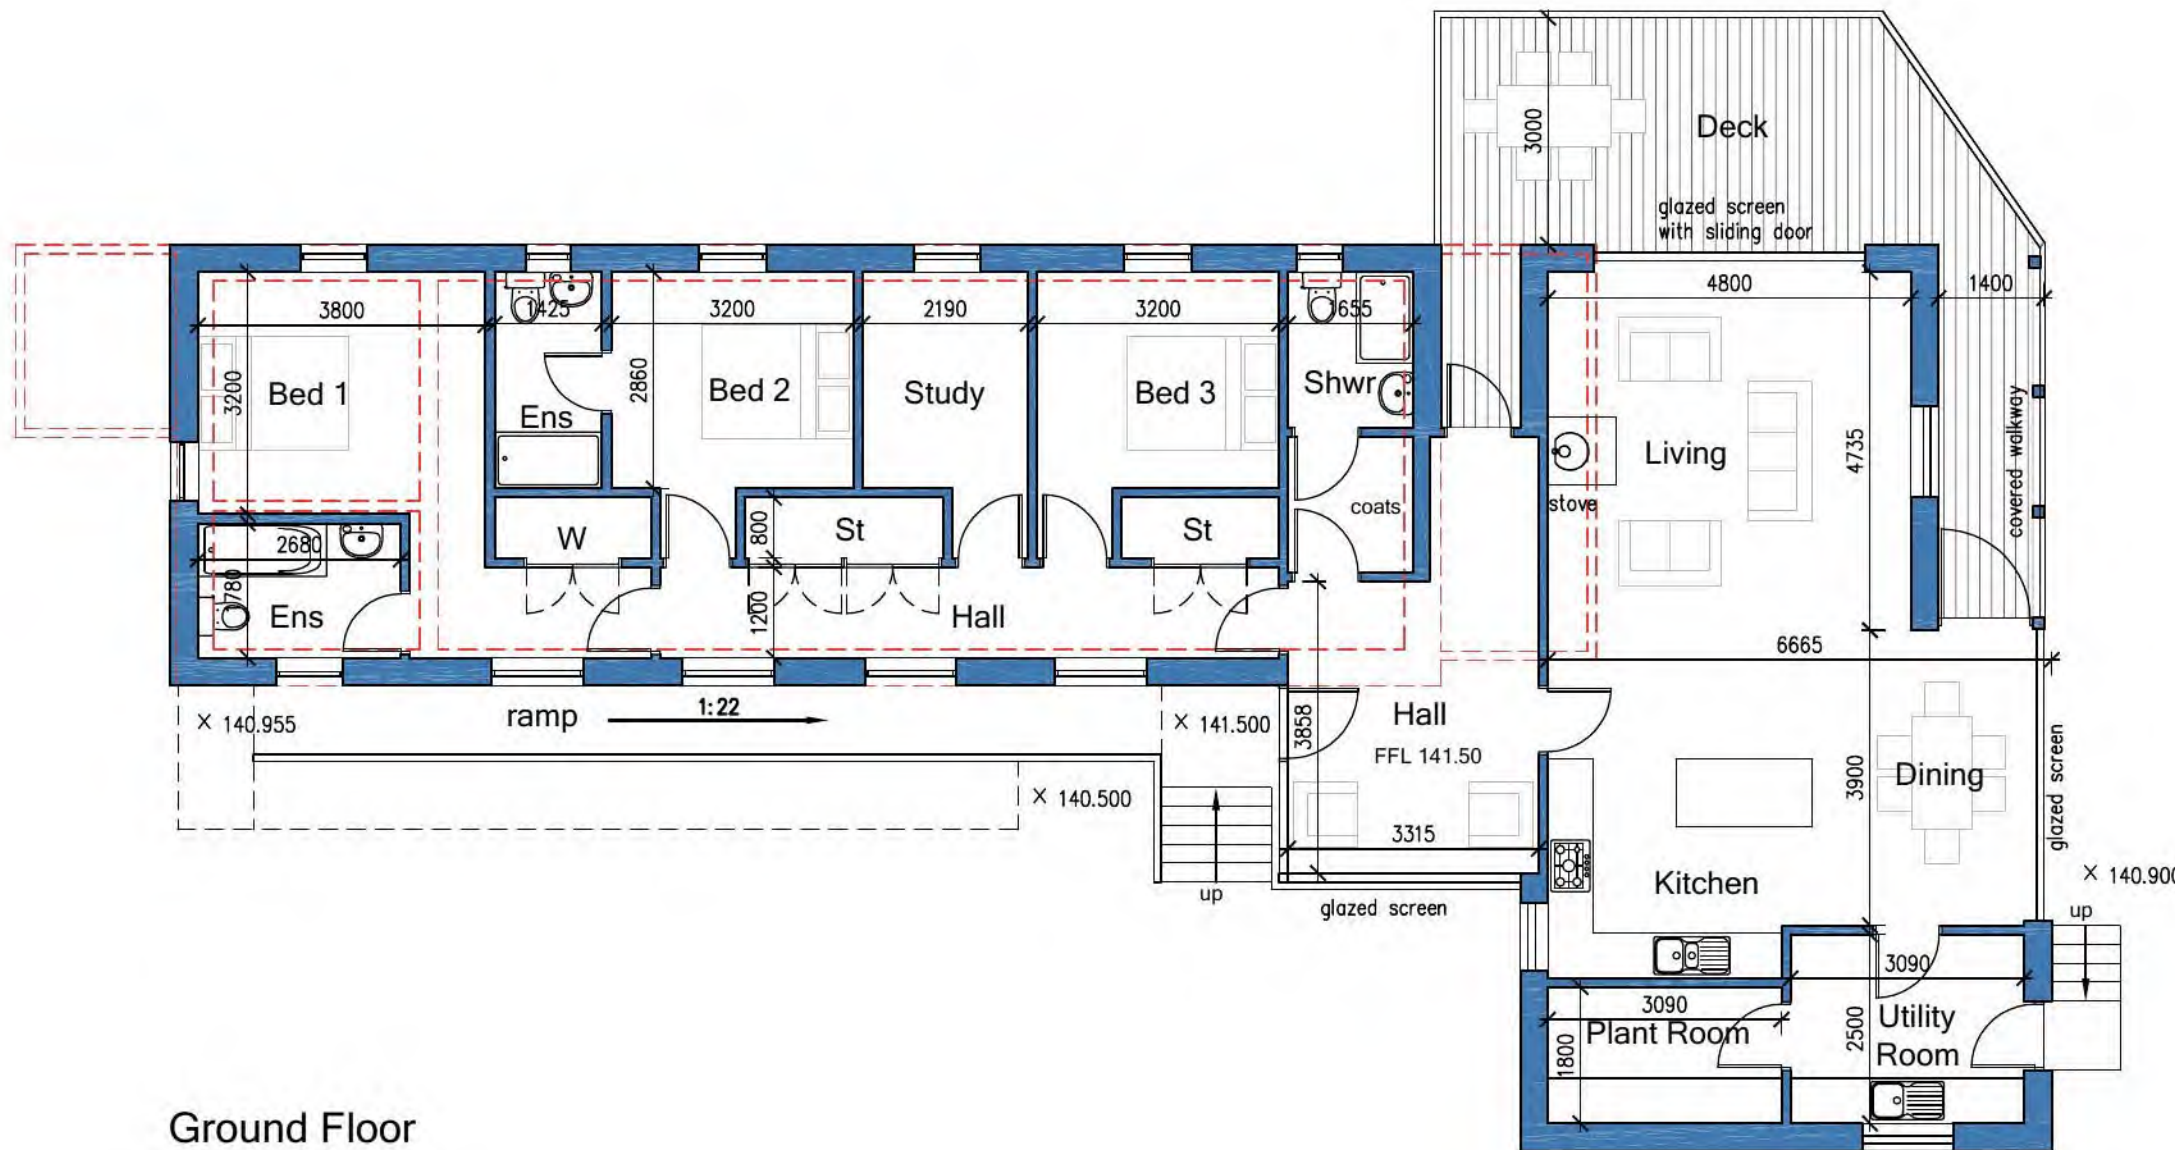 Deck
3000
glazed screen
with sliding door
3800
1425
3200
2190
3200
1655
4800
1400
3200
Bed 1
Ens
2860
Bed 2
Study
Bed 3
Shwr
Living
4735
covered walkway
coats
stove
W
800
St
St
2680
780
Ens
1200
Hall
6665
ramp
1:22
X 140.955
X 141.500
3858
Hall
FFL 141.50
3900
Dining
glazed screen
X 140.500
3315
Kitchen
X 140.900
up
glazed screen
up
3090
3090
Plant Room
1800
2500
Utility
Room
Ground Floor